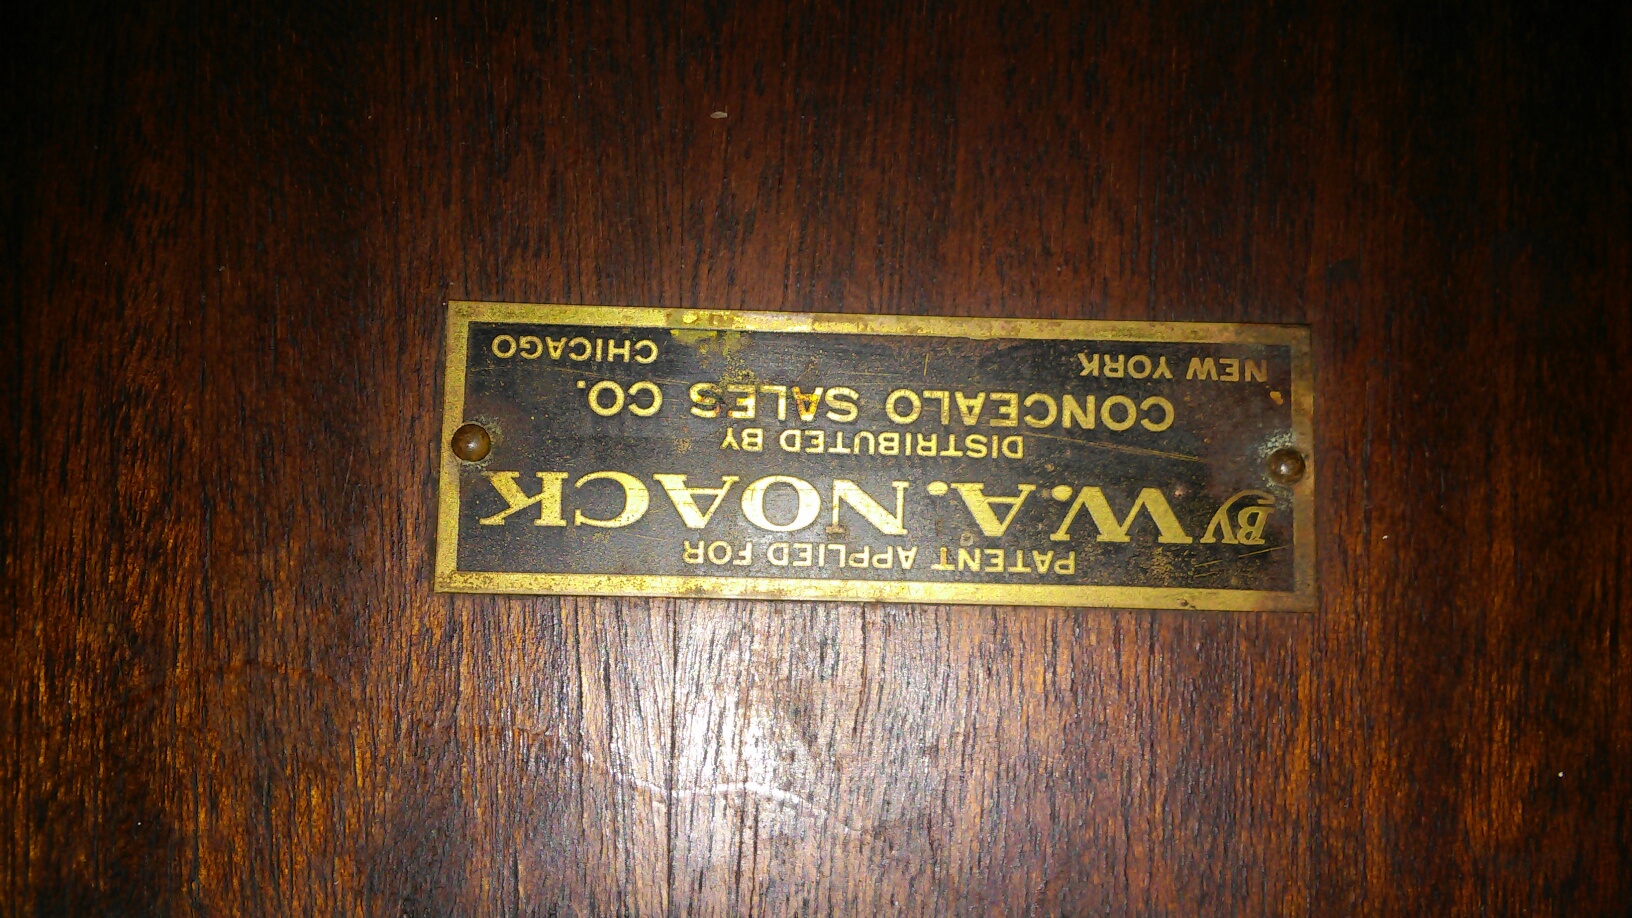 PATENT APPLIED FOR
BY W.A. NOACK
DISTRIBUTED BY
CONCEALO SALES CO.
NEW YORK CHICAGO